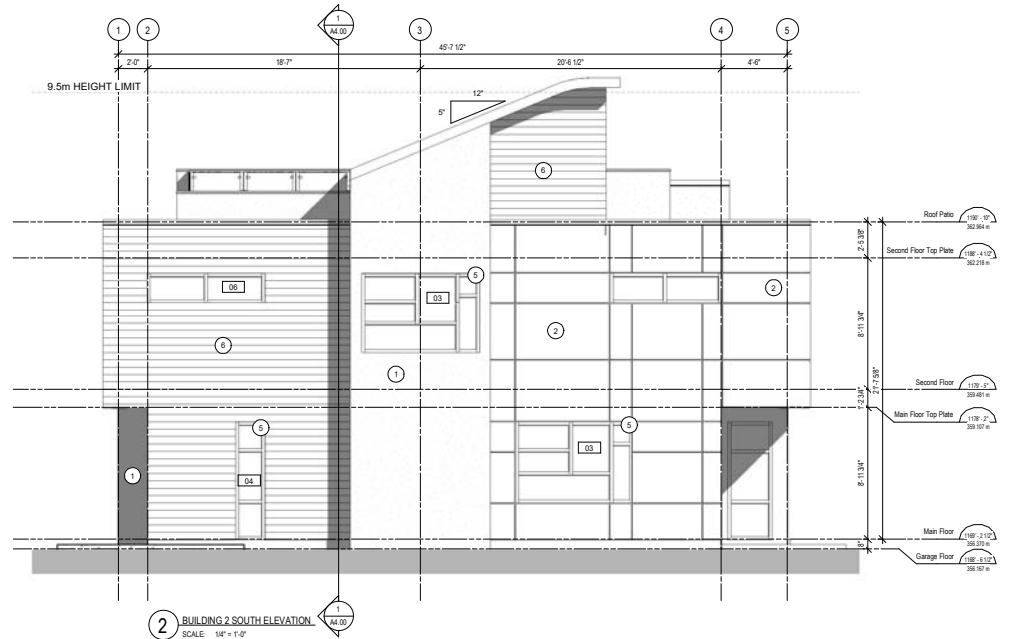 1
A4.00
1
2
3
4
5
45'-7 1/2"
2'-0"
18'-7"
20'-6 1/2"
4'-6"
9.5m HEIGHT LIMIT
12"
5"
6
Roof Patio
1190' - 10"
362.964 m
2'-5 3/8"
Second Floor Top Plate
1188' - 4 1/2"
362.218 m
06
5
03
2
2
6
1
8'-11 3/4"
21'-7 5/8"
Second Floor
1179' - 5"
359.481 m
1'-2 3/4"
Main Floor Top Plate
1178' - 2"
359.107 m
5
5
03
1
04
8'-11 3/4"
Main Floor
1169' - 2 1/2"
356.370 m
8"
Garage Floor
1168' - 6 1/2"
356.167 m
2
BUILDING 2 SOUTH ELEVATION
SCALE: 1/4" = 1'-0"
1
A4.00